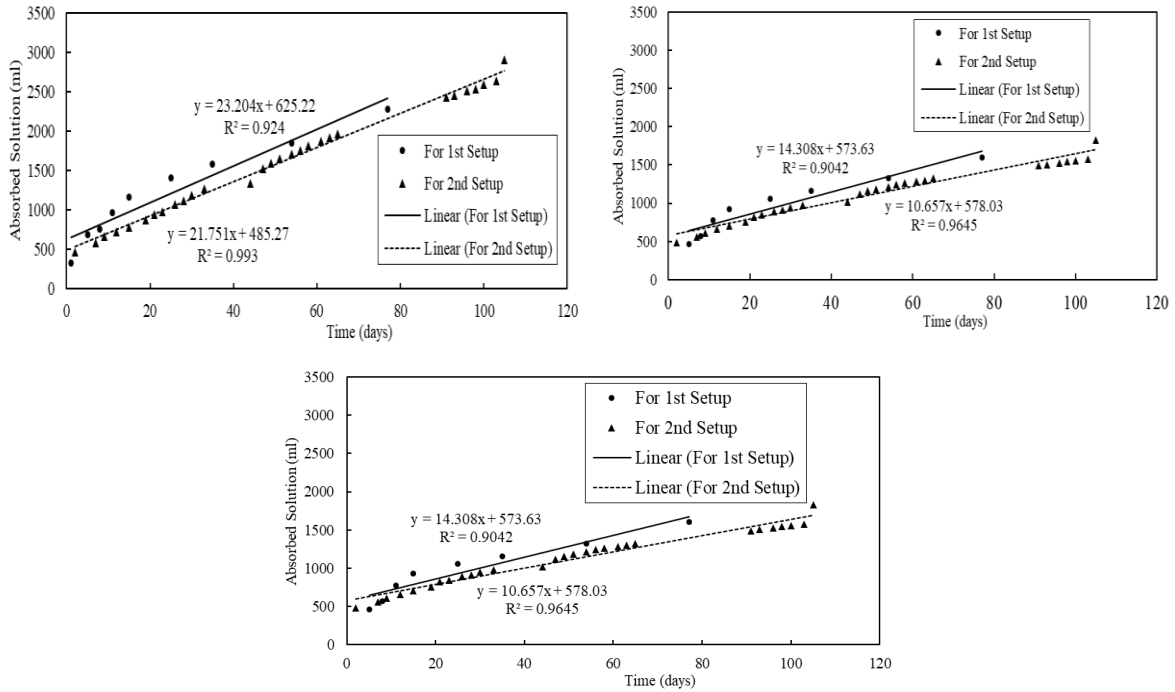 3500
3000
2500
2000
1500
1000
500
0
Absorbed Solution (ml)
y = 23.204x + 625.22
R² = 0.924
y = 21.751x + 485.27
R² = 0.993
For 1st Setup
For 2nd Setup
Linear (For 1st Setup)
Linear (For 2nd Setup)
0 20 40 60 80 100 120
Time (days)
3500
3000
2500
2000
1500
1000
500
0
Absorbed Solution (ml)
For 1st Setup
For 2nd Setup
Linear (For 1st Setup)
Linear (For 2nd Setup)
y = 14.308x + 573.63
R² = 0.9042
y = 10.657x + 578.03
R² = 0.9645
0 20 40 60 80 100 120
Time (days)
3500
3000
2500
2000
1500
1000
500
0
Absorbed Solution (ml)
For 1st Setup
For 2nd Setup
Linear (For 1st Setup)
Linear (For 2nd Setup)
y = 14.308x + 573.63
R² = 0.9042
y = 10.657x + 578.03
R² = 0.9645
0 20 40 60 80 100 120
Time (days)